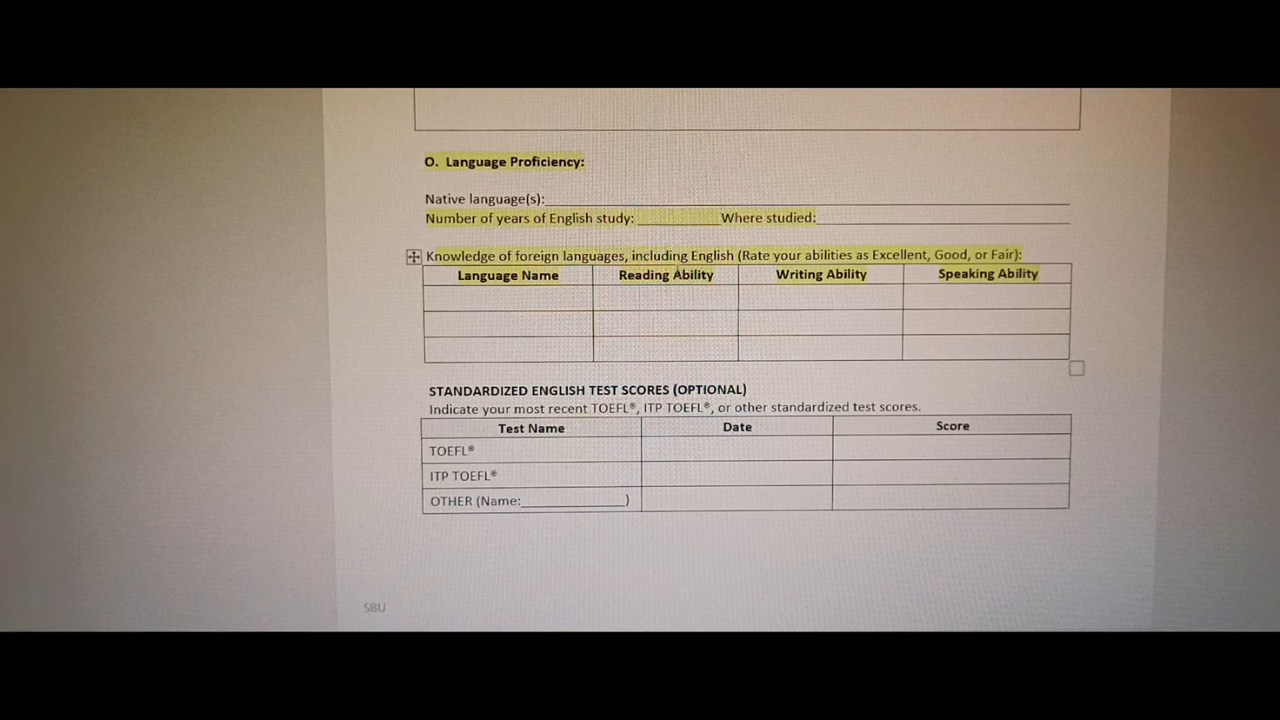 O. Language Proficiency:
Native language(s):
Number of years of English study: ________ Where studied:
Knowledge of foreign languages, including English (Rate your abilities as Excellent, Good, or Fair):
Language Name Reading Ability Writing Ability Speaking Ability
STANDARDIZED ENGLISH TEST SCORES (OPTIONAL)
Indicate your most recent TOEFL®, ITP TOEFL®, or other standardized test scores.
Test Name Date Score
TOEFL®
ITP TOEFL®
OTHER (Name:______________)
SBU